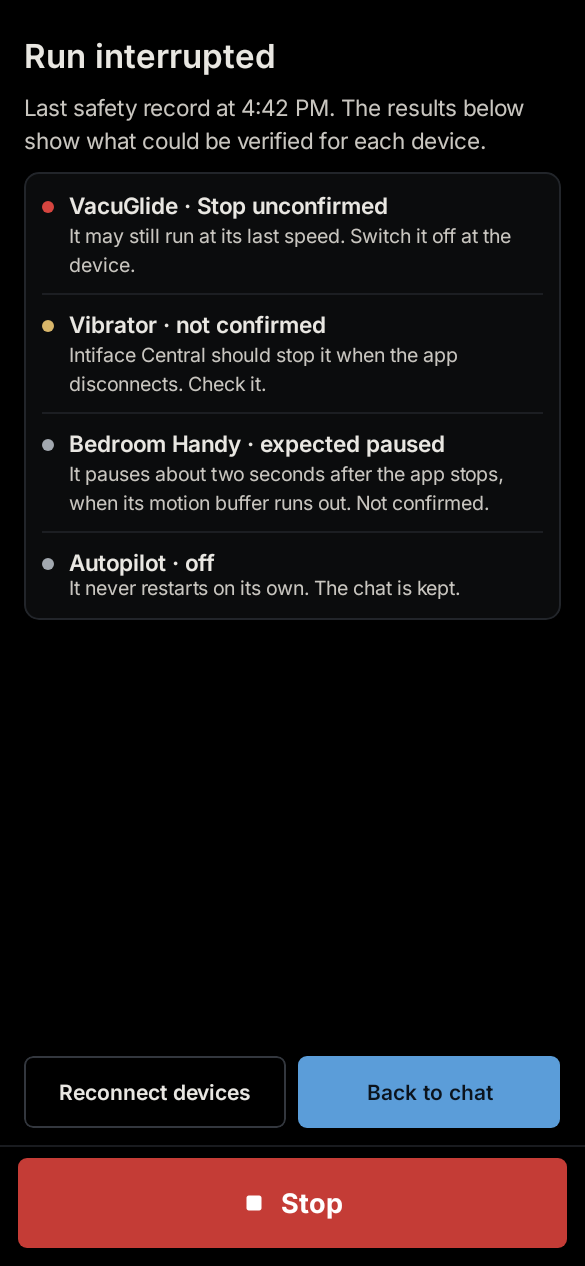 Run interrupted
Last safety record at 4:42 PM. The results below
show what could be verified for each device.
VacuGlide · Stop unconfirmed
It may still run at its last speed. Switch it off at the
device.
Vibrator · not confirmed
Intiface Central should stop it when the app
disconnects. Check it.
Bedroom Handy · expected paused
It pauses about two seconds after the app stops,
when its motion buffer runs out. Not confirmed.
Autopilot · off
It never restarts on its own. The chat is kept.
Reconnect devices
Back to chat
Stop